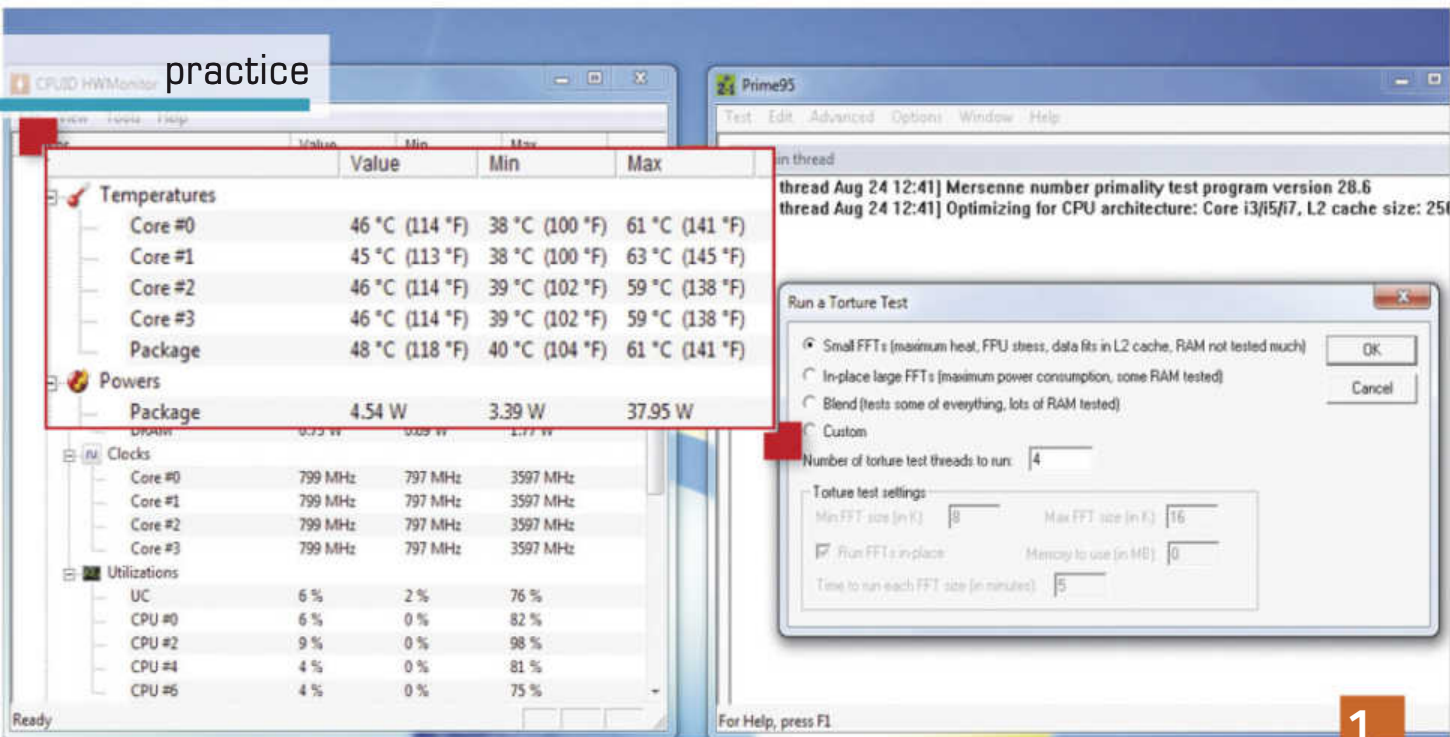 practice
CPUID HWMonitor
View Tools Help
Value Min Max
Value Min Max
Temperatures
Core #0 46 °C (114 °F) 38 °C (100 °F) 61 °C (141 °F)
Core #1 45 °C (113 °F) 38 °C (100 °F) 63 °C (145 °F)
Core #2 46 °C (114 °F) 39 °C (102 °F) 59 °C (138 °F)
Core #3 46 °C (114 °F) 39 °C (102 °F) 59 °C (138 °F)
Package 48 °C (118 °F) 40 °C (104 °F) 61 °C (141 °F)
Powers
Package 4.54 W 3.39 W 37.95 W
DRAM 0.75 W 0.69 W 1.77 W
Clocks
Core #0 799 MHz 797 MHz 3597 MHz
Core #1 799 MHz 797 MHz 3597 MHz
Core #2 799 MHz 797 MHz 3597 MHz
Core #3 799 MHz 797 MHz 3597 MHz
Utilizations
UC 6 % 2 % 76 %
CPU #0 6 % 0 % 82 %
CPU #2 9 % 0 % 98 %
CPU #4 4 % 0 % 81 %
CPU #6 4 % 0 % 75 %
Ready
Prime95
Test Edit Advanced Options Window Help
in thread
thread Aug 24 12:41] Mersenne number primality test program version 28.6
thread Aug 24 12:41] Optimizing for CPU architecture: Core i3/i5/i7, L2 cache size:
Run a Torture Test
Small FFTs (maximum heat, FPU stress, data fits in L2 cache, RAM not tested much)
OK
In-place large FFTs (maximum power consumption, some RAM tested)
Cancel
Blend (tests some of everything, lots of RAM tested)
Custom
Number of torture test threads to run: 4
Torture test settings
Min FFT size (in K) 8 Max FFT size (in K) 16
Run FFTs in-place Memory to use (in MB) 0
Time to run each FFT size (in minutes) 5
For Help, press F1
1